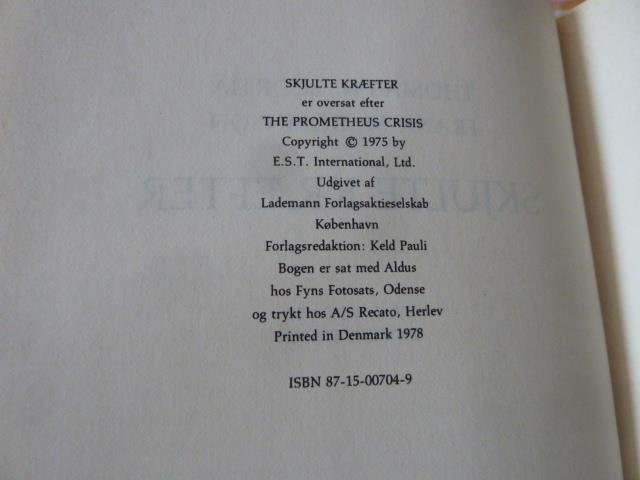 SKJULTE KRÆFTER
er oversat efter
THE PROMETHEUS CRISIS
Copyright © 1975 by
E.S.T. International, Ltd.
Udgivet af
Lademann Forlagsaktieselskab
København
Forlagsredaktion: Keld Pauli
Bogen er sat med Aldus
hos Fyns Fotosats, Odense
og trykt hos A/S Recato, Herlev
Printed in Denmark 1978
ISBN 87-15-00704-9